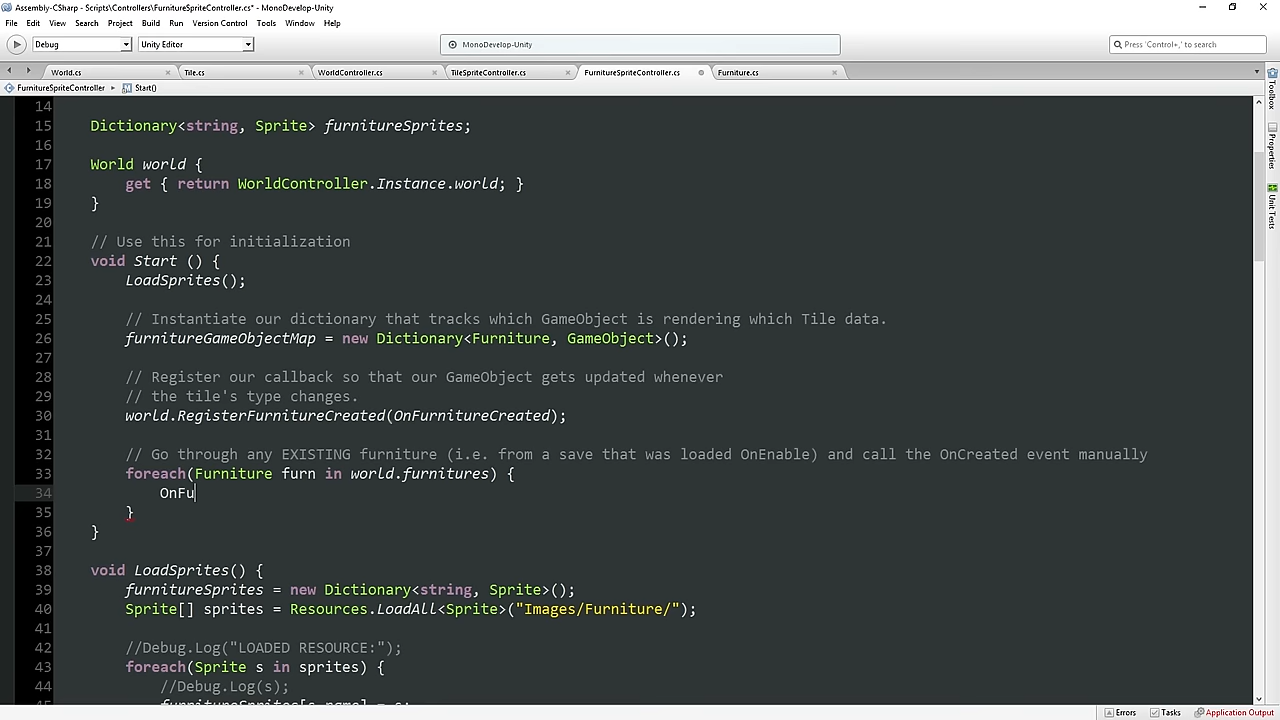 Assembly-CSharp - Scripts\Controllers\FurnitureSpriteController.cs* - MonoDevelop-Unity
File Edit View Search Project Build Run Version Control Tools Window Help
Debug Unity Editor MonoDevelop-Unity Press 'Control+,' to search
World.cs Tile.cs WorldController.cs TileSpriteController.cs FurnitureSpriteController.cs Furniture.cs
FurnitureSpriteController Start()
14
15 Dictionary<string, Sprite> furnitureSprites;
16
17 World world {
18 get { return WorldController.Instance.world; }
19 }
20
21 // Use this for initialization
22 void Start () {
23 LoadSprites();
24
25 // Instantiate our dictionary that tracks which GameObject is rendering which Tile data.
26 furnitureGameObjectMap = new Dictionary<Furniture, GameObject>();
27
28 // Register our callback so that our GameObject gets updated whenever
29 // the tile's type changes.
30 world.RegisterFurnitureCreated(OnFurnitureCreated);
31
32 // Go through any EXISTING furniture (i.e. from a save that was loaded OnEnable) and call the OnCreated event manually
33 foreach(Furniture furn in world.furnitures) {
34 OnFu
35 }
36 }
37
38 void LoadSprites() {
39 furnitureSprites = new Dictionary<string, Sprite>();
40 Sprite[] sprites = Resources.LoadAll<Sprite>("Images/Furniture/");
41
42 //Debug.Log("LOADED RESOURCE:");
43 foreach(Sprite s in sprites) {
44 //Debug.Log(s);
45 furnitureSprites[s.name] = s;
Toolbox
Properties
Unit Tests
Errors Tasks Application Output